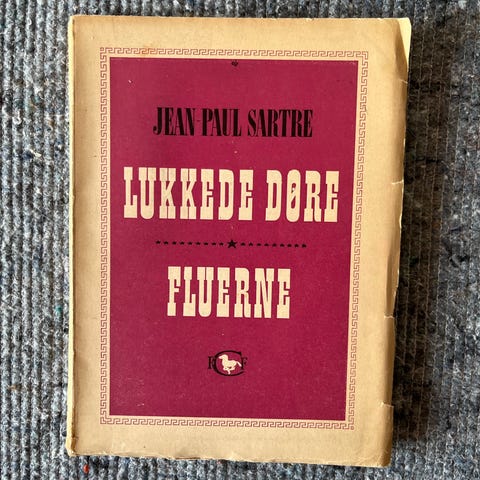 JEAN-PAUL SARTRE
LUKKEDE DØRE
FLUERNE
K C F